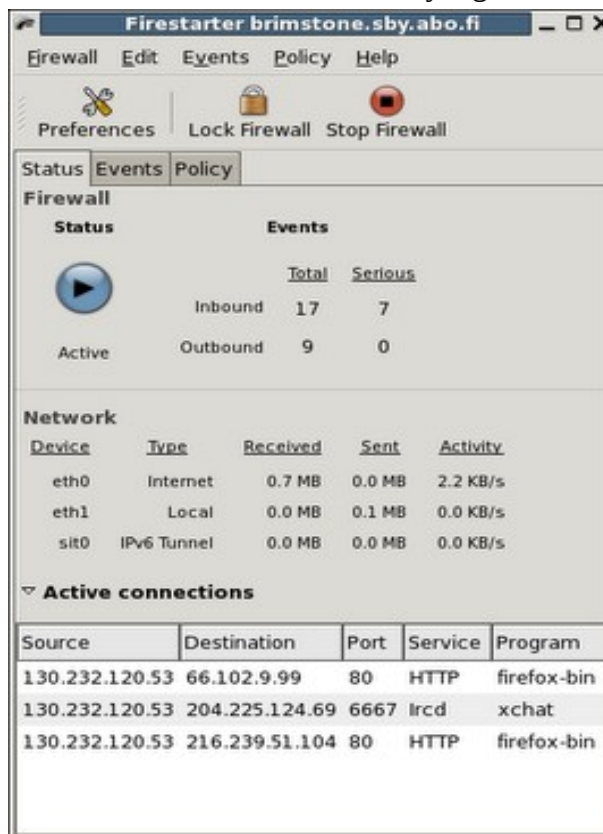 Firestarter brimstone.sby.abo.fi
Firewall Edit Events Policy Help
Preferences Lock Firewall Stop Firewall
Status Events Policy
Firewall
Status Events
Total Serious
Inbound 17 7
Active Outbound 9 0
Network
Device Type Received Sent Activity
eth0 Internet 0.7 MB 0.0 MB 2.2 KB/s
eth1 Local 0.0 MB 0.1 MB 0.0 KB/s
sit0 IPv6 Tunnel 0.0 MB 0.0 MB 0.0 KB/s
Active connections
Source Destination Port Service Program
130.232.120.53 66.102.9.99 80 HTTP firefox-bin
130.232.120.53 204.225.124.69 6667 Ircd xchat
130.232.120.53 216.239.51.104 80 HTTP firefox-bin